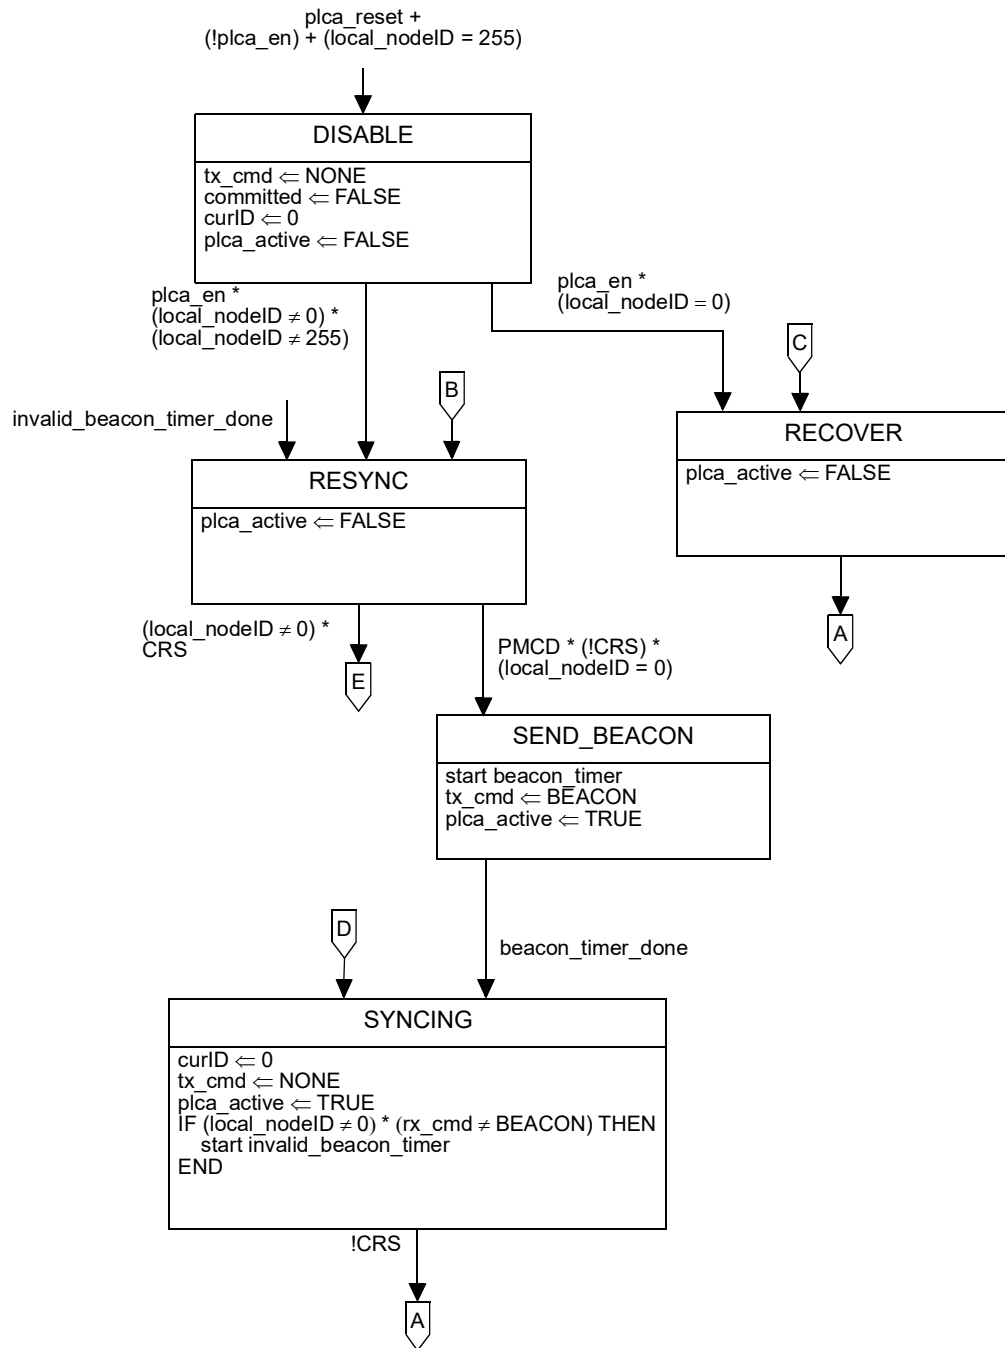 plca_reset +
(!plca_en) + (local_nodeID = 255)
DISABLE
tx_cmd ⇐ NONE
committed ⇐ FALSE
curID ⇐ 0
plca_active ⇐ FALSE
plca_en *
(local_nodeID ≠ 0) *
(local_nodeID ≠ 255)
plca_en *
(local_nodeID = 0)
C
B
invalid_beacon_timer_done
RECOVER
plca_active ⇐ FALSE
RESYNC
plca_active ⇐ FALSE
(local_nodeID ≠ 0) *
CRS
E
PMCD * (!CRS) *
(local_nodeID = 0)
A
SEND_BEACON
start beacon_timer
tx_cmd ⇐ BEACON
plca_active ⇐ TRUE
D
beacon_timer_done
SYNCING
curID ⇐ 0
tx_cmd ⇐ NONE
plca_active ⇐ TRUE
IF (local_nodeID ≠ 0) * (rx_cmd ≠ BEACON) THEN
start invalid_beacon_timer
END
!CRS
A